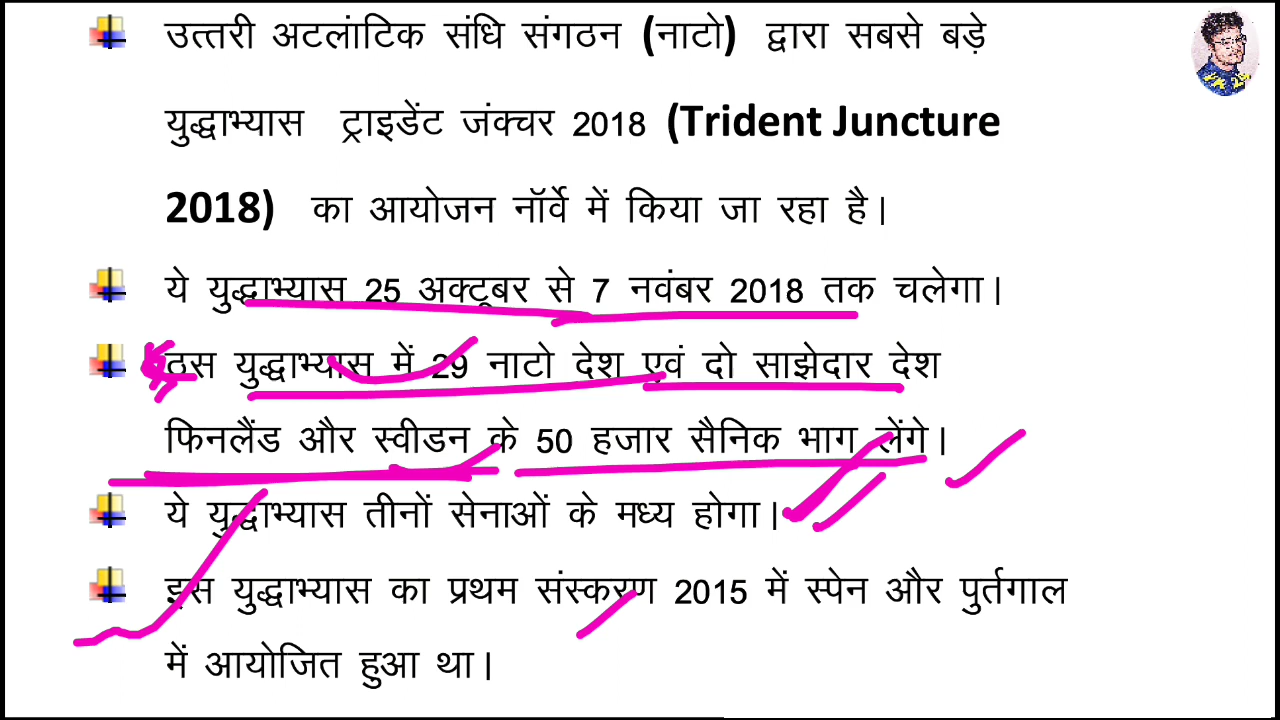 उत्तरी अटलांटिक संधि संगठन (नाटो) द्वारा सबसे बड़े
युद्धाभ्यास ट्राइडेंट जंक्चर 2018 (Trident Juncture
2018) का आयोजन नॉर्वे में किया जा रहा है।
ये युद्धाभ्यास 25 अक्टूबर से 7 नवंबर 2018 तक चलेगा।
ठस युद्धाभ्यास में 29 नाटो देश एवं दो साझेदार देश
फिनलैंड और स्वीडन के 50 हजार सैनिक भाग लेंगे।
ये युद्धाभ्यास तीनों सेनाओं के मध्य होगा।
इस युद्धाभ्यास का प्रथम संस्करण 2015 में स्पेन और पुर्तगाल
में आयोजित हुआ था।